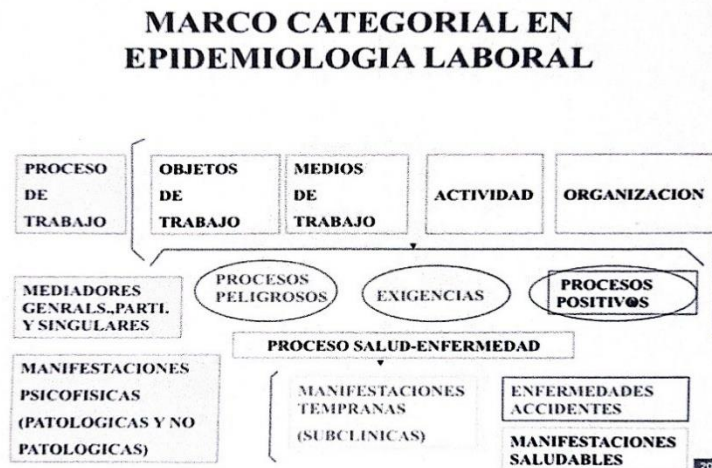 MARCO CATEGORIAL EN
EPIDEMIOLOGIA LABORAL
PROCESO
DE
TRABAJO
OBJETOS
DE
TRABAJO
MEDIOS
DE
TRABAJO
ACTIVIDAD
ORGANIZACION
MEDIADORES
GENRALS.,PARTI.
Y SINGULARES
PROCESOS
PELIGROSOS
EXIGENCIAS
PROCESOS
POSITIVOS
PROCESO SALUD-ENFERMEDAD
MANIFESTACIONES
PSICOFISICAS
(PATOLOGICAS Y NO
PATOLOGICAS)
MANIFESTACIONES
TEMPRANAS
(SUBCLINICAS)
ENFERMEDADES
ACCIDENTES
MANIFESTACIONES
SALUDABLES